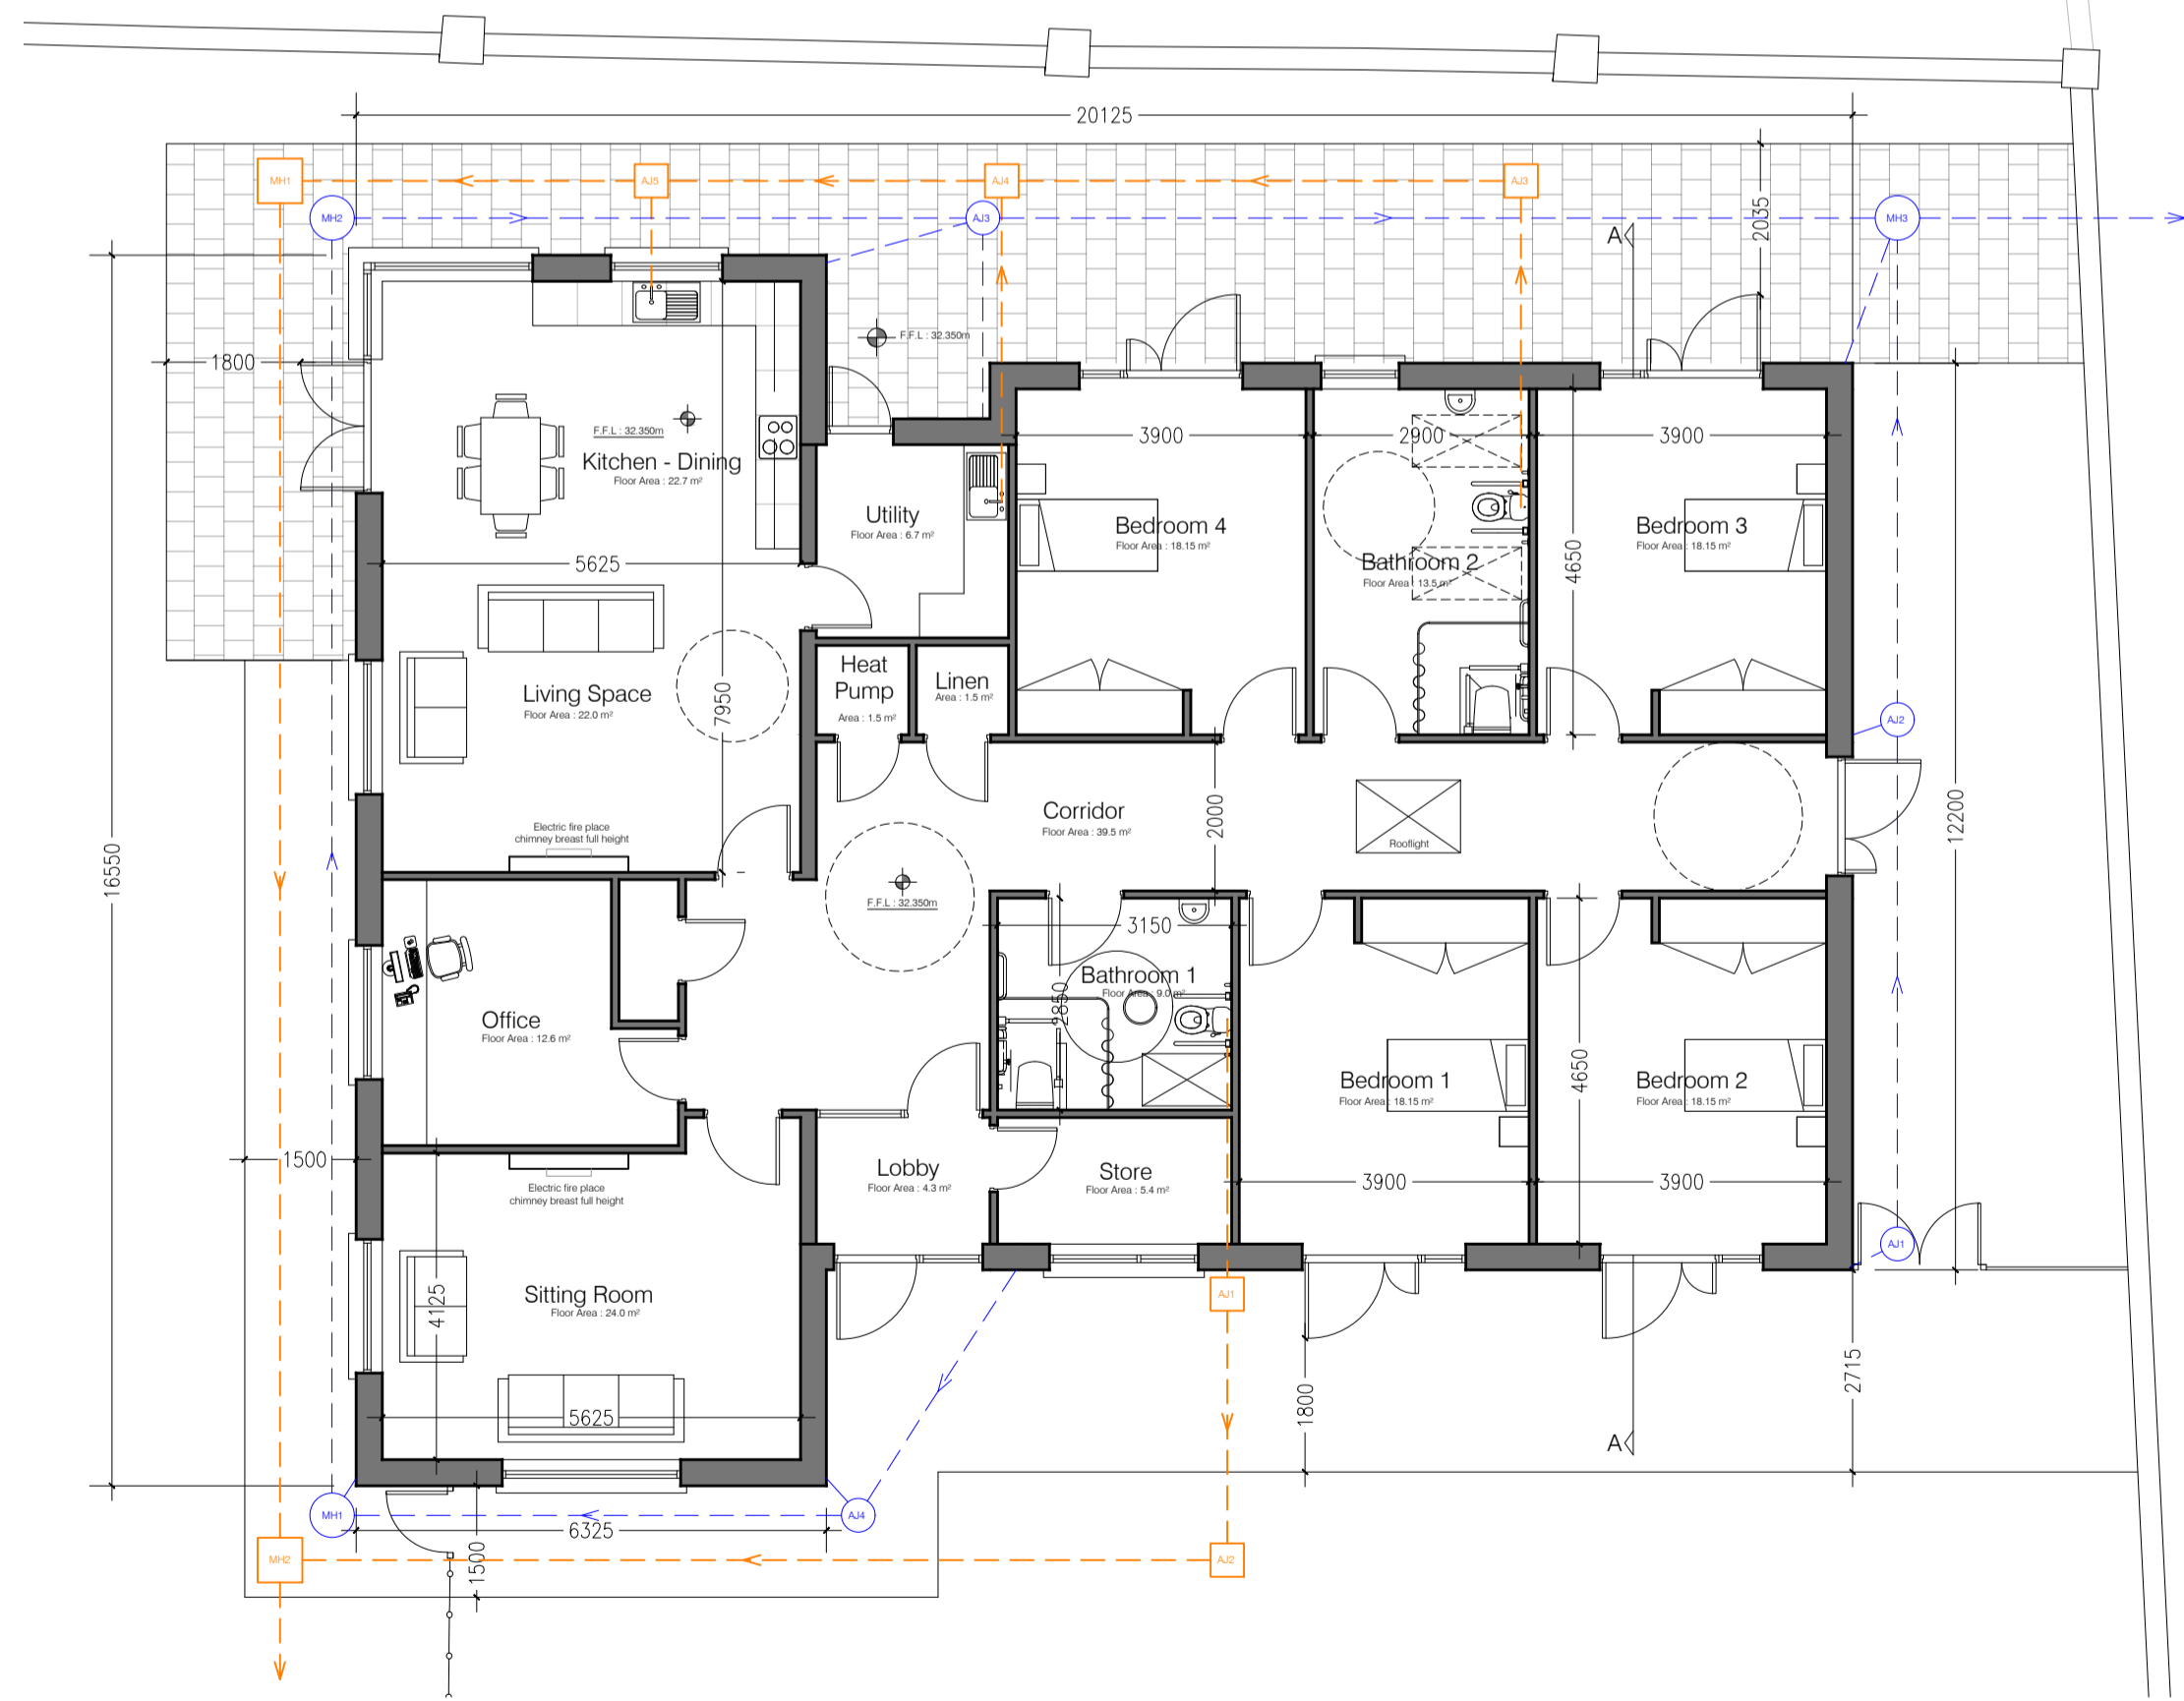 20125
MH1
AJ5
AJ4
AJ3
MH2
AJ3
MH3
2035
A
F.F.L : 32.350m
1800
F.F.L : 32.350m
Kitchen - Dining
Floor Area : 22.7 m²
3900
2900
3900
Utility
Floor Area : 6.7 m²
Bedroom 4
Floor Area : 18.15 m²
Bathroom 2
Floor Area : 13.5 m²
4650
Bedroom 3
Floor Area : 18.15 m²
5625
Living Space
Floor Area : 22.0 m²
7950
Heat
Pump
Area : 1.5 m²
Linen
Area : 1.5 m²
AJ2
Corridor
Floor Area : 39.5 m²
2000
Rooflight
12200
Electric fire place
chimney breast full height
16550
F.F.L : 32.350m
3150
Bathroom 1
Floor Area : 9.0 m²
2850
Office
Floor Area : 12.6 m²
4650
Bedroom 1
Floor Area : 18.15 m²
Bedroom 2
Floor Area : 18.15 m²
1500
Lobby
Floor Area : 4.3 m²
Store
Floor Area : 5.4 m²
3900
3900
Electric fire place
chimney breast full height
AJ1
Sitting Room
Floor Area : 24.0 m²
4125
AJ1
5625
1800
2715
A
MH1
AJ4
6325
MH2
1500
AJ2